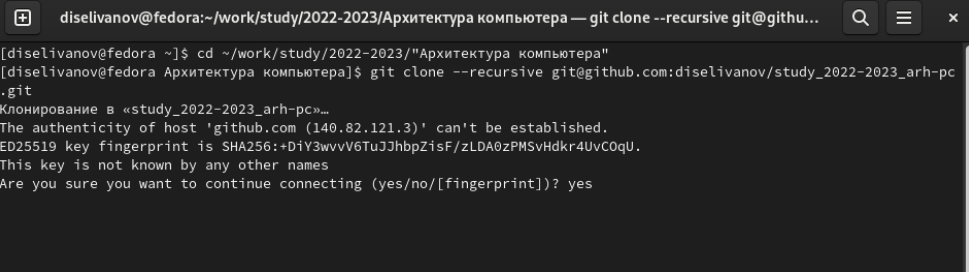 diselivanov@fedora:~/work/study/2022-2023/Архитектура компьютера — git clone --recursive git@githu...
[diselivanov@fedora ~]$ cd ~/work/study/2022-2023/"Архитектура компьютера"
[diselivanov@fedora Архитектура компьютера]$ git clone --recursive git@github.com:diselivanov/study_2022-2023_arh-pc
.git
Клонирование в «study_2022-2023_arh-pc»…
The authenticity of host 'github.com (140.82.121.3)' can't be established.
ED25519 key fingerprint is SHA256:+DiY3wvvV6TuJJhbpZisF/zLDA0zPMSvHdkr4UvCOqU.
This key is not known by any other names
Are you sure you want to continue connecting (yes/no/[fingerprint])? yes